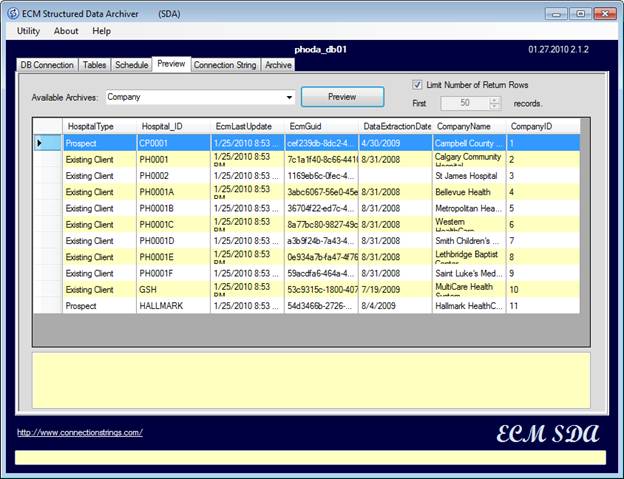 ECM Structured Data Archiver (SDA)
Utility About Help
phoda_db01 01.27.2010 2.1.2
DB Connection Tables Schedule Preview Connection String Archive
Limit Number of Return Rows
Available Archives: Company Preview
First 50 records.
HospitalType Hospital_ID EcmLastUpdate EcmGuid DataExtractionDate CompanyName CompanyID
Prospect CP0001 1/25/2010 8:53 ... cef239db-8dc2-4... 4/30/2009 Campbell County ... 1
Existing Client PH0001 1/25/2010 8:53 PM 7c1a1f40-8c66-441( 8/31/2008 Calgary Community Hospital 2
Existing Client PH0002 1/25/2010 8:53 ... 1169eb6c-0fec-4... 8/31/2009 St James Hospital 3
Existing Client PH0001A 1/25/2010 8:53 ... 3abc6067-56e0-45e 8/31/2008 Bellevue Health 4
Existing Client PH0001B 1/25/2010 8:53 ... 36704f22-ed7c-4... 8/31/2008 Metropolitan Hea... 5
Existing Client PH0001C 1/25/2010 8:53 PM 8a77bc80-9827-49c 8/31/2008 Western HealthCare 6
Existing Client PH0001D 1/25/2010 8:53 ... a3b9f24b-7a43-4... 8/31/2008 Smith Children's ... 7
Existing Client PH0001E 1/25/2010 8:53 PM 0e934a7b-fa47-4f76 8/31/2008 Lethbridge Baptist Center 8
Existing Client PH0001F 1/25/2010 8:53 ... 59acdfa6-464a-4... 8/31/2008 Saint Luke's Med... 9
Existing Client GSH 1/25/2010 8:53 PM 53c9315c-1800-407 7/19/2009 MultiCare Health System 10
Prospect HALLMARK 1/25/2010 8:53 ... 54d3466b-2726-... 8/4/2009 Hallmark HealthC... 11
http://www.connectionstrings.com/ ECM SDA